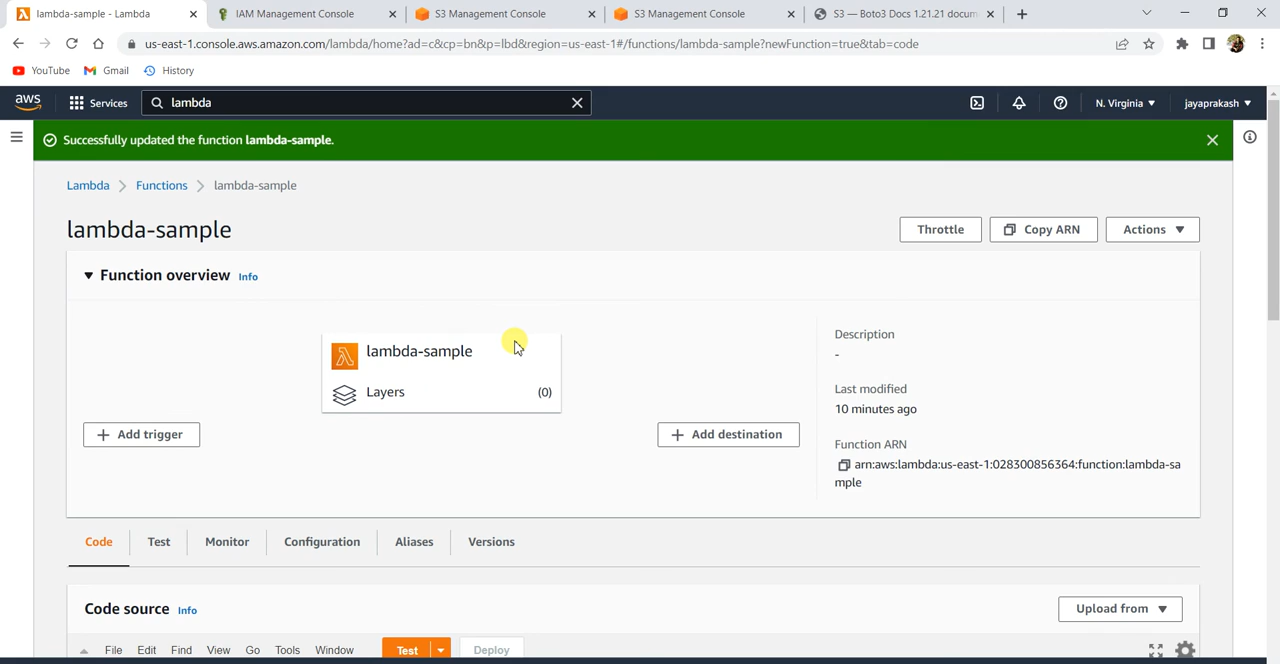 lambda-sample - Lambda
IAM Management Console
S3 Management Console
S3 Management Console
S3 — Boto3 Docs 1.21.21 docum
us-east-1.console.aws.amazon.com/lambda/home?ad=c&cp=bn&p=lbd&region=us-east-1#/functions/lambda-sample?newFunction=true&tab=code
YouTube Gmail History
aws Services lambda N. Virginia ▼ jayaprakash ▼
Successfully updated the function lambda-sample.
Lambda > Functions > lambda-sample
lambda-sample
Throttle Copy ARN Actions ▼
▼ Function overview Info
lambda-sample
Layers (0)
+ Add trigger
+ Add destination
Description
-
Last modified
10 minutes ago
Function ARN
arn:aws:lambda:us-east-1:028300856364:function:lambda-sa
mple
Code Test Monitor Configuration Aliases Versions
Code source Info
Upload from ▼
File Edit Find View Go Tools Window Test Deploy